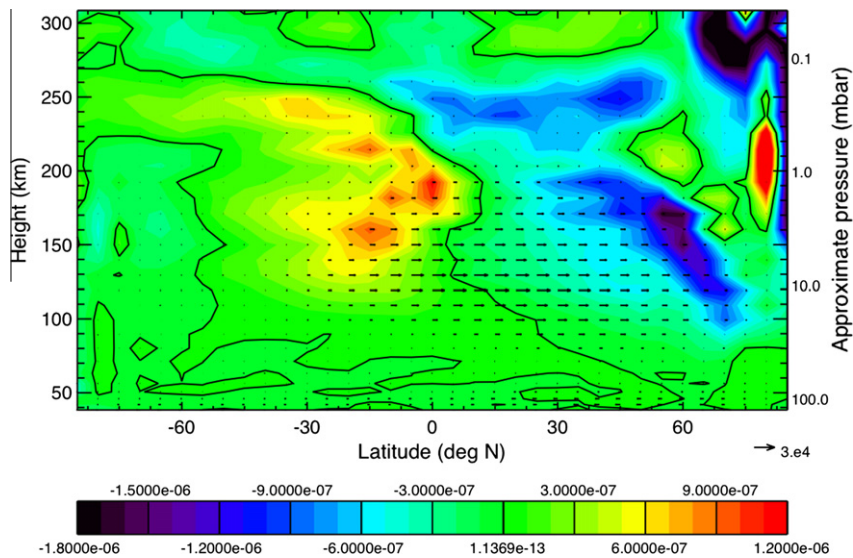 300
250
200
150
100
50
Height (km)
0.1
1.0
10.0
100.0
Approximate pressure (mbar)
-60 -30 0 30 60
Latitude (deg N)
3.e4
-1.5000e-06 -9.0000e-07 -3.0000e-07 3.0000e-07 9.0000e-07
-1.8000e-06 -1.2000e-06 -6.0000e-07 1.1369e-13 6.0000e-07 1.2000e-06